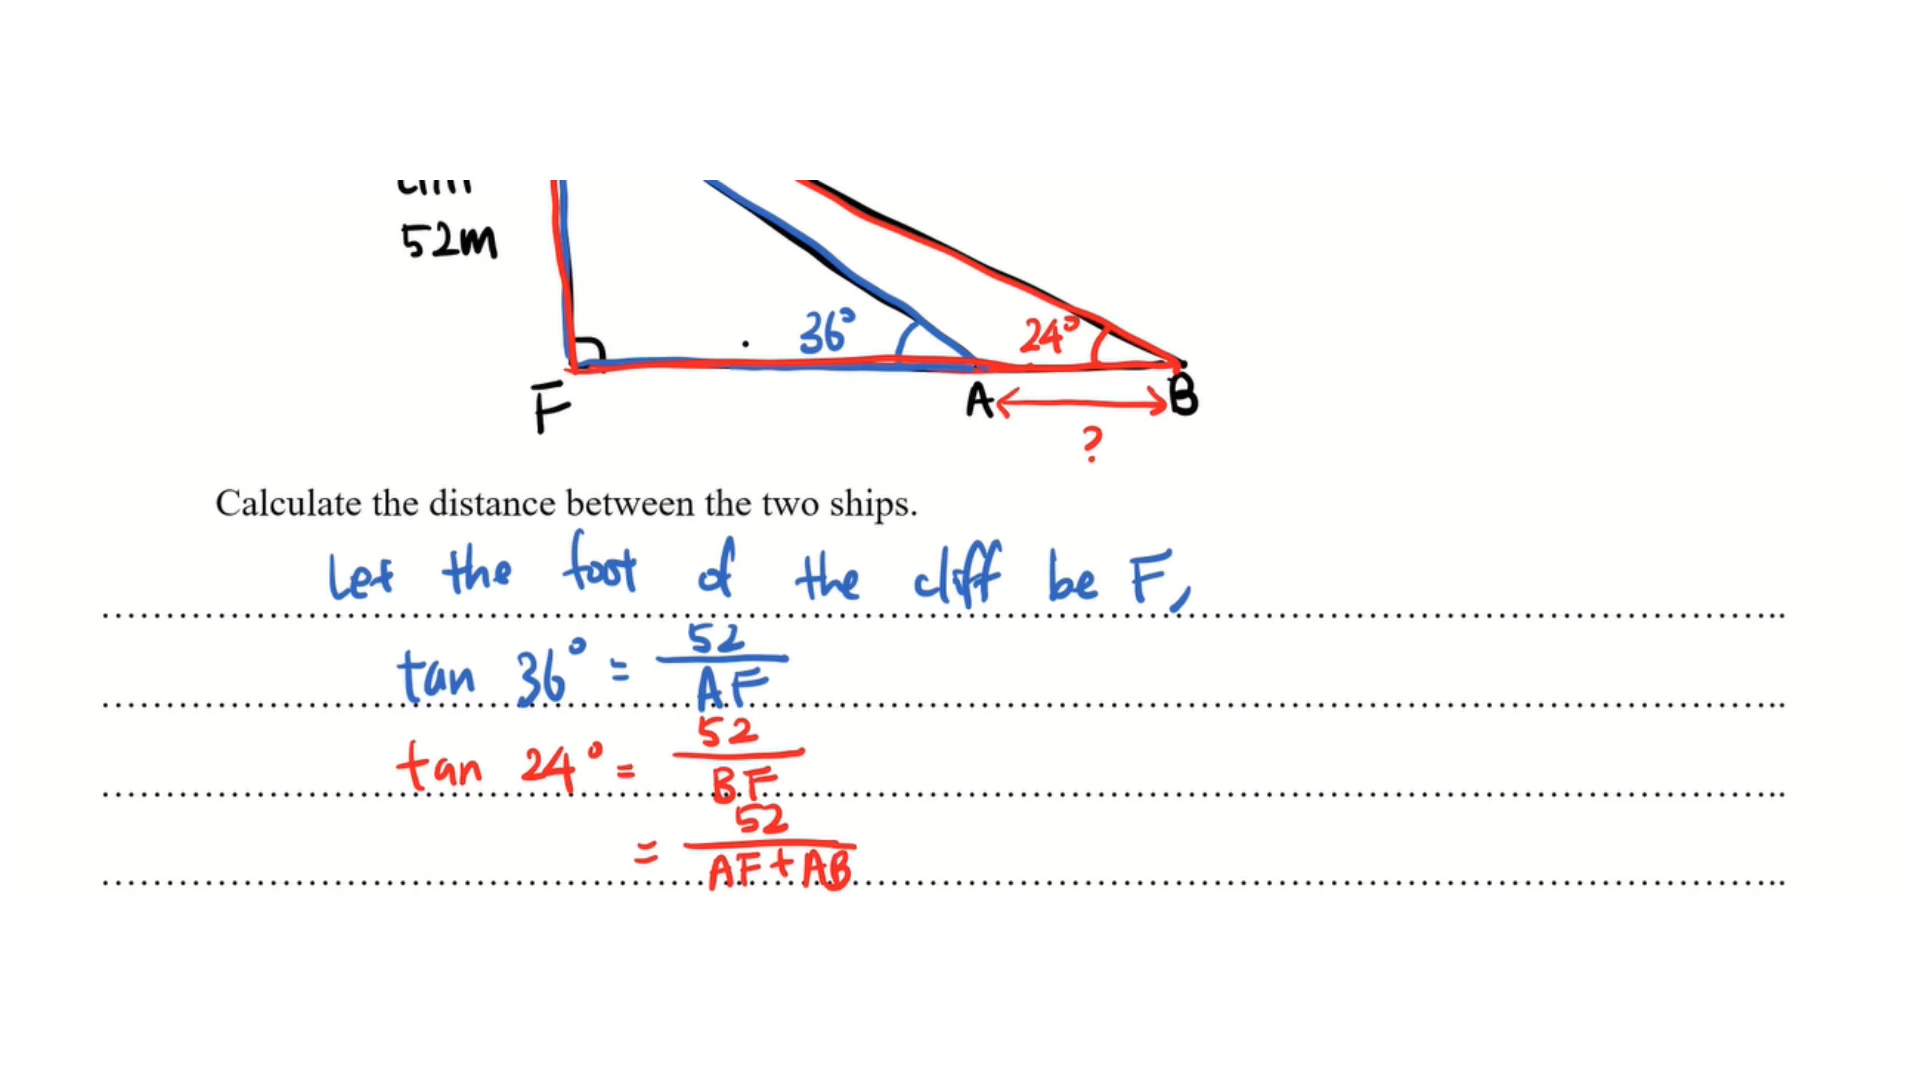 52m
36° 24°
F A B
?
Calculate the distance between the two ships.
Let the foot of the cliff be F,
tan 36° = 52/AF
tan 24° = 52/BF
= 52/AF+AB